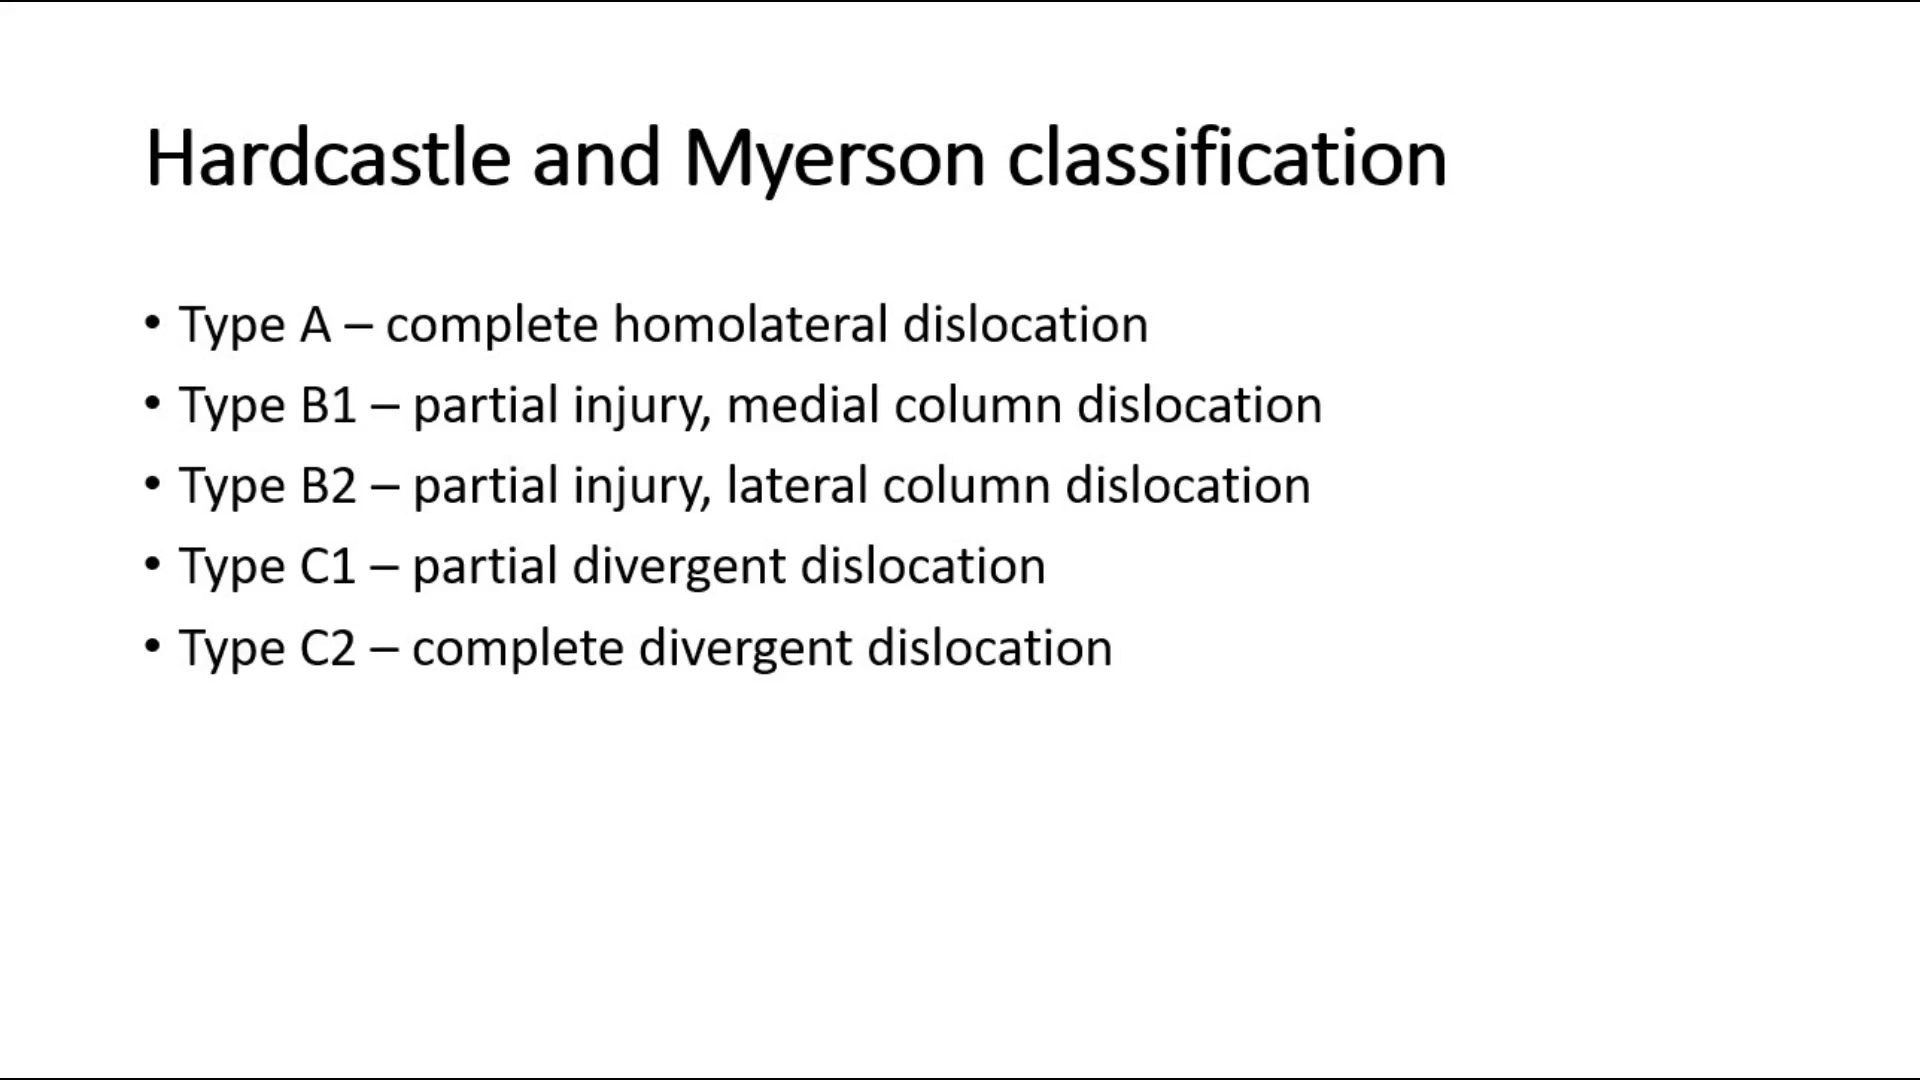 Hardcastle and Myerson classification
• Type A – complete homolateral dislocation
• Type B1 – partial injury, medial column dislocation
• Type B2 – partial injury, lateral column dislocation
• Type C1 – partial divergent dislocation
• Type C2 – complete divergent dislocation